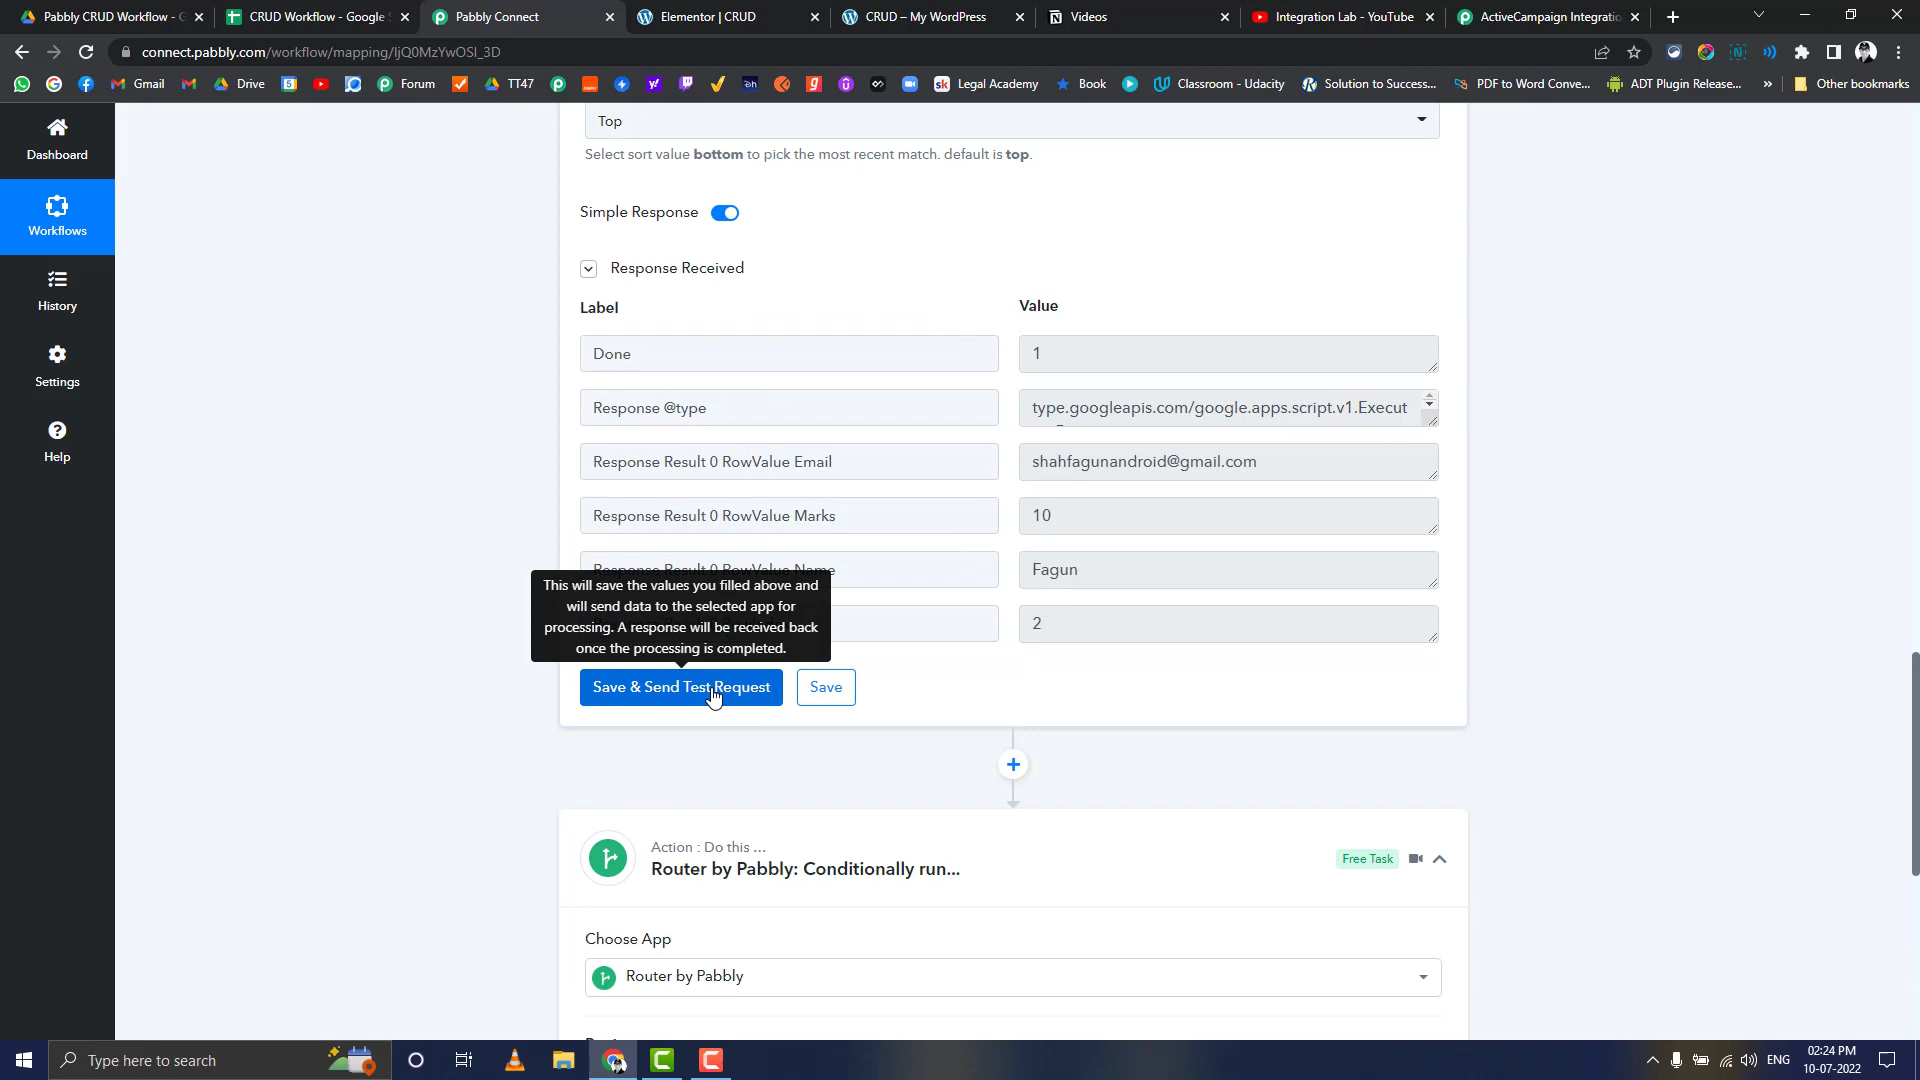 Pabbly CRUD Workflow - G
CRUD Workflow - Google S
Pabbly Connect
Elementor | CRUD
CRUD – My WordPress
Videos
Integration Lab - YouTube
ActiveCampaign Integratio
connect.pabbly.com/workflow/mapping/IjQ0MzYwOSI_3D
Gmail
Drive
Forum
TT47
Legal Academy
Book
Classroom - Udacity
Solution to Success...
PDF to Word Conve...
ADT Plugin Release...
Other bookmarks
Dashboard
Workflows
History
Settings
Help
Top
Select sort value bottom to pick the most recent match. default is top.
Simple Response
Response Received
Label
Value
Done
1
Response @type
type.googleapis.com/google.apps.script.v1.Execut
Response Result 0 RowValue Email
shahfagunandroid@gmail.com
Response Result 0 RowValue Marks
10
Response Result 0 RowValue Name
Fagun
2
This will save the values you filled above and
will send data to the selected app for
processing. A response will be received back
once the processing is completed.
Save & Send Test Request
Save
Action : Do this ...
Router by Pabbly: Conditionally run...
Free Task
Choose App
Router by Pabbly
Type here to search
ENG
02:24 PM
10-07-2022